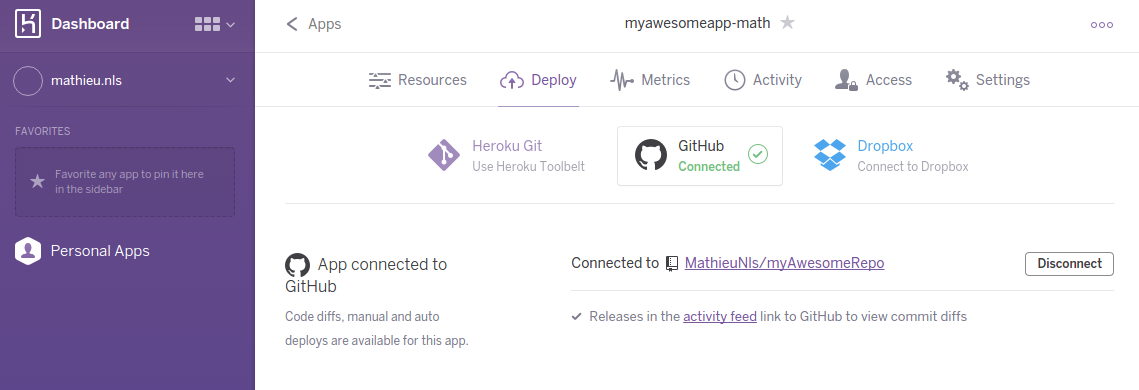 Dashboard
mathieu.nls
FAVORITES
Favorite any app to pin it here
in the sidebar
Personal Apps
Apps
myawesomeapp-math
Resources
Deploy
Metrics
Activity
Access
Settings
Heroku Git
Use Heroku Toolbelt
GitHub
Connected
Dropbox
Connect to Dropbox
App connected to
GitHub
Code diffs, manual and auto
deploys are available for this app.
Connected to MathieuNls/myAwesomeRepo
Disconnect
Releases in the activity feed link to GitHub to view commit diffs